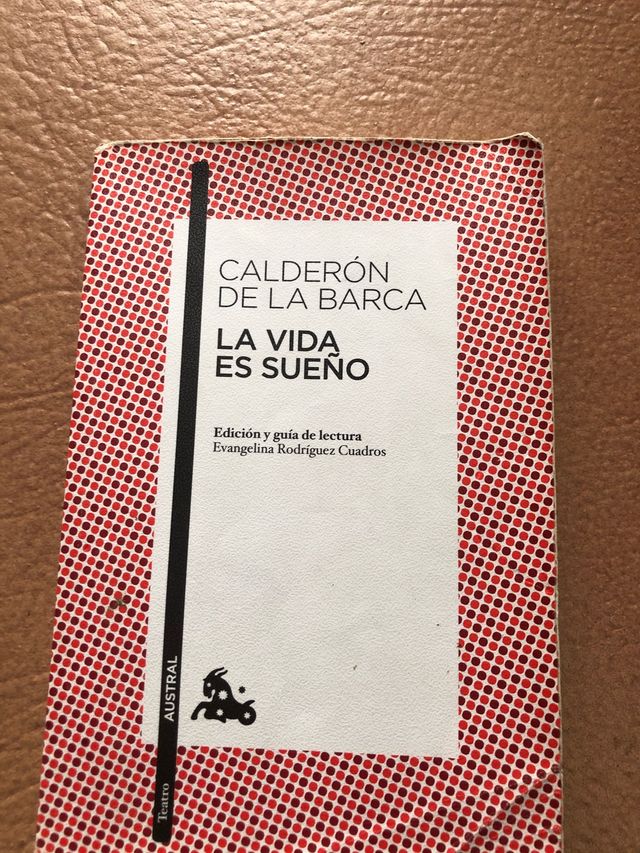 CALDERÓN
DE LA BARCA
LA VIDA
ES SUEÑO
Edición y guía de lectura
Evangelina Rodríguez Cuadros
AUSTRAL
Teatro